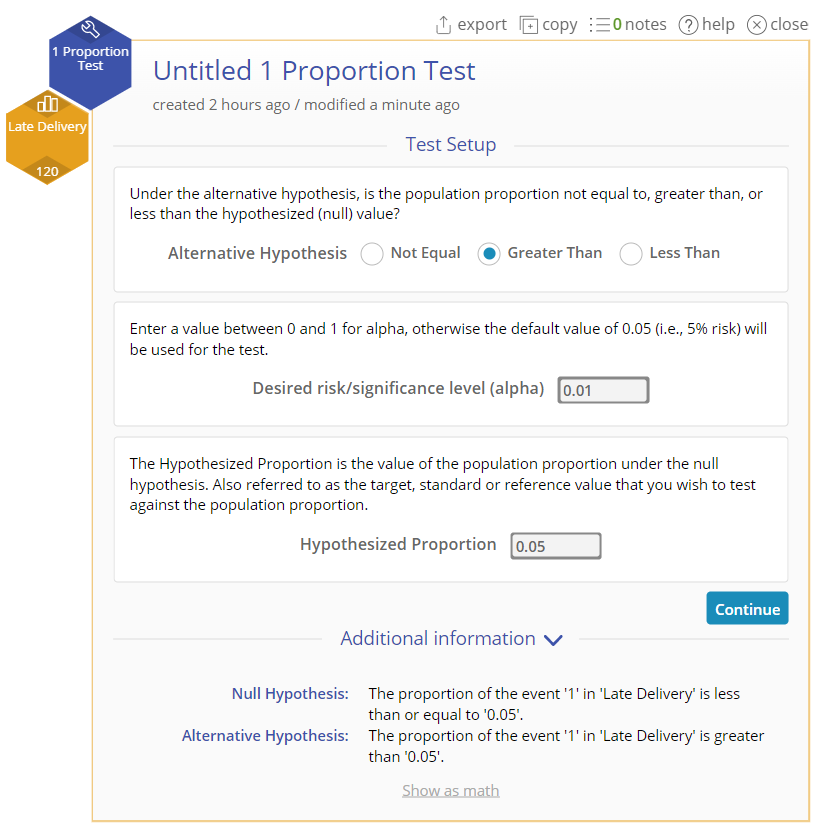 export copy 0 notes ? help close
1 Proportion
Test
Untitled 1 Proportion Test
created 2 hours ago / modified a minute ago
Late Delivery
120
Test Setup
Under the alternative hypothesis, is the population proportion not equal to, greater than, or
less than the hypothesized (null) value?
Alternative Hypothesis Not Equal Greater Than Less Than
Enter a value between 0 and 1 for alpha, otherwise the default value of 0.05 (i.e., 5% risk) will
be used for the test.
Desired risk/significance level (alpha) 0.01
The Hypothesized Proportion is the value of the population proportion under the null
hypothesis. Also referred to as the target, standard or reference value that you wish to test
against the population proportion.
Hypothesized Proportion 0.05
Continue
Additional information
Null Hypothesis: The proportion of the event '1' in 'Late Delivery' is less
than or equal to '0.05'.
Alternative Hypothesis: The proportion of the event '1' in 'Late Delivery' is greater
than '0.05'.
Show as math